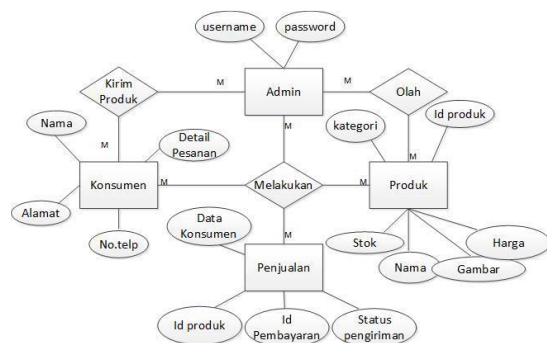 username
password
Kirim
Produk
M
Admin
M
Olah
M
M
M
Nama
Detail
Pesanan
kategori
Id produk
M
Konsumen
M
Melakukan
M
Produk
Alamat
No.telp
Data
Konsumen
M
Penjualan
Stok
Nama
Gambar
Harga
Id produk
Id
Pembayaran
Status
pengiriman